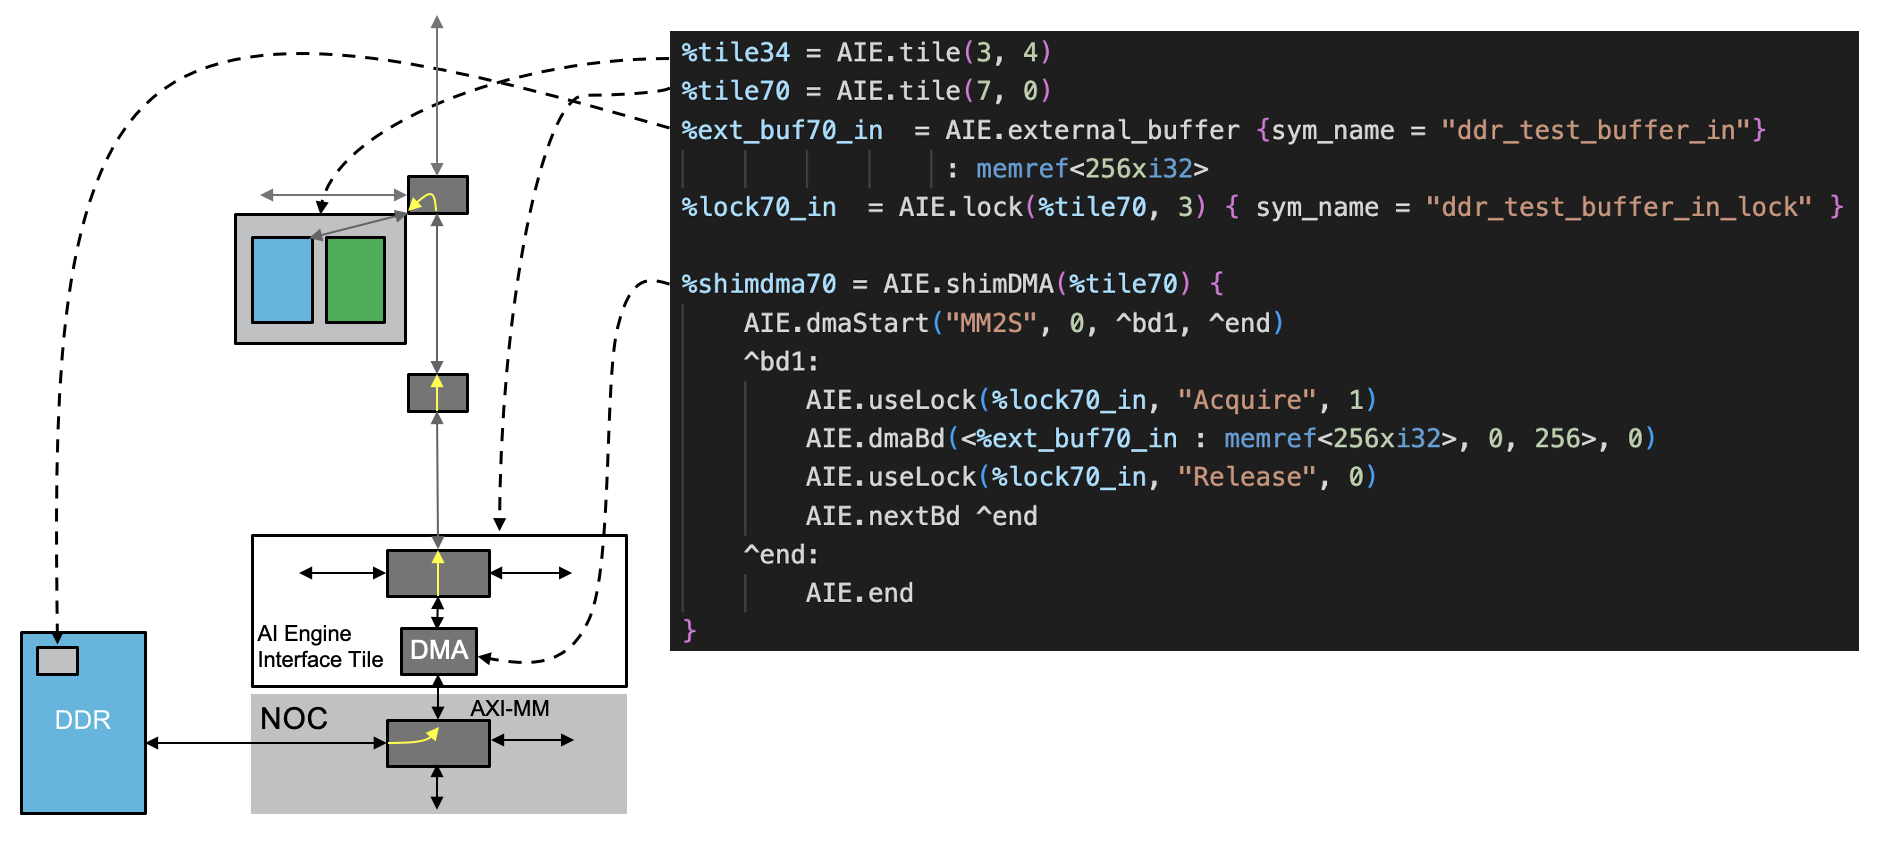 %tile34 = AIE.tile(3, 4)
%tile70 = AIE.tile(7, 0)
%ext_buf70_in  = AIE.external_buffer {sym_name = "ddr_test_buffer_in"}
                 : memref<256xi32>
%lock70_in  = AIE.lock(%tile70, 3) { sym_name = "ddr_test_buffer_in_lock" }
%shimdma70 = AIE.shimDMA(%tile70) {
    AIE.dmaStart("MM2S", 0, ^bd1, ^end)
    ^bd1:
        AIE.useLock(%lock70_in, "Acquire", 1)
        AIE.dmaBd(<%ext_buf70_in : memref<256xi32>, 0, 256>, 0)
        AIE.useLock(%lock70_in, "Release", 0)
        AIE.nextBd ^end
    ^end:
        AIE.end
}
AI Engine
Interface Tile
DMA
NOC
AXI-MM
DDR